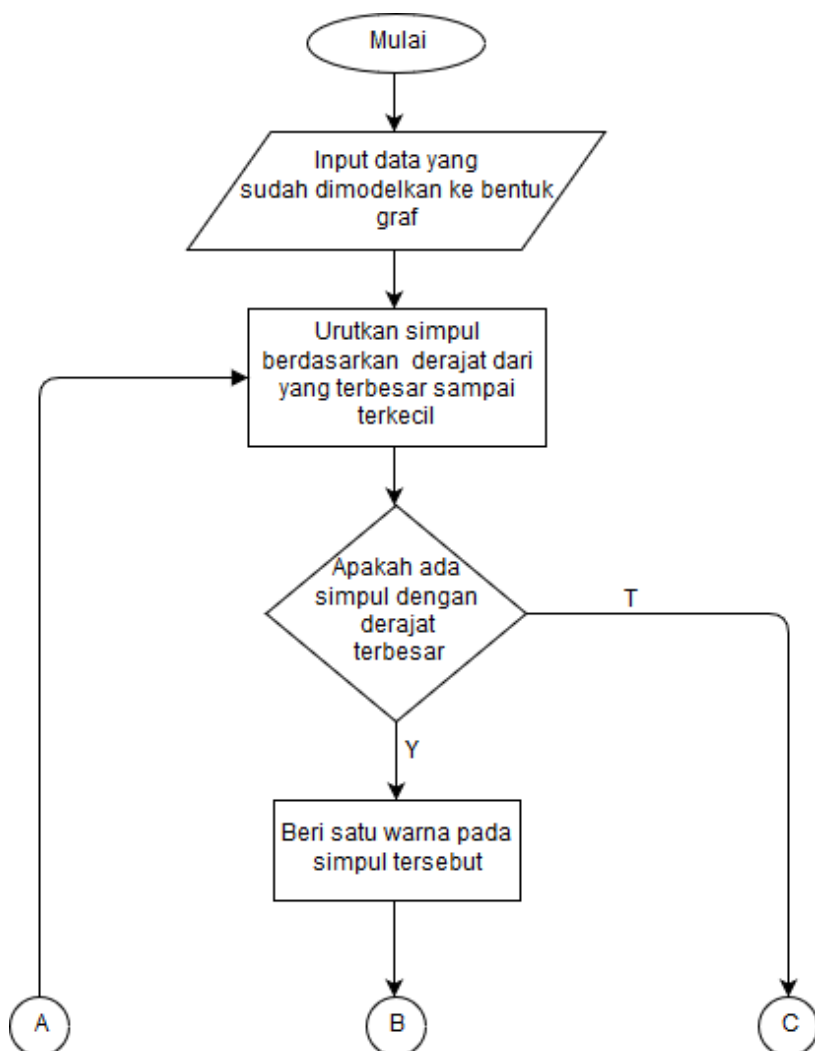 Mulai
Input data yang
sudah dimodelkan ke bentuk
graf
Urutkan simpul
berdasarkan derajat dari
yang terbesar sampai
terkecil
Apakah ada
simpul dengan
derajat
terbesar
T
Y
Beri satu warna pada
simpul tersebut
A
B
C